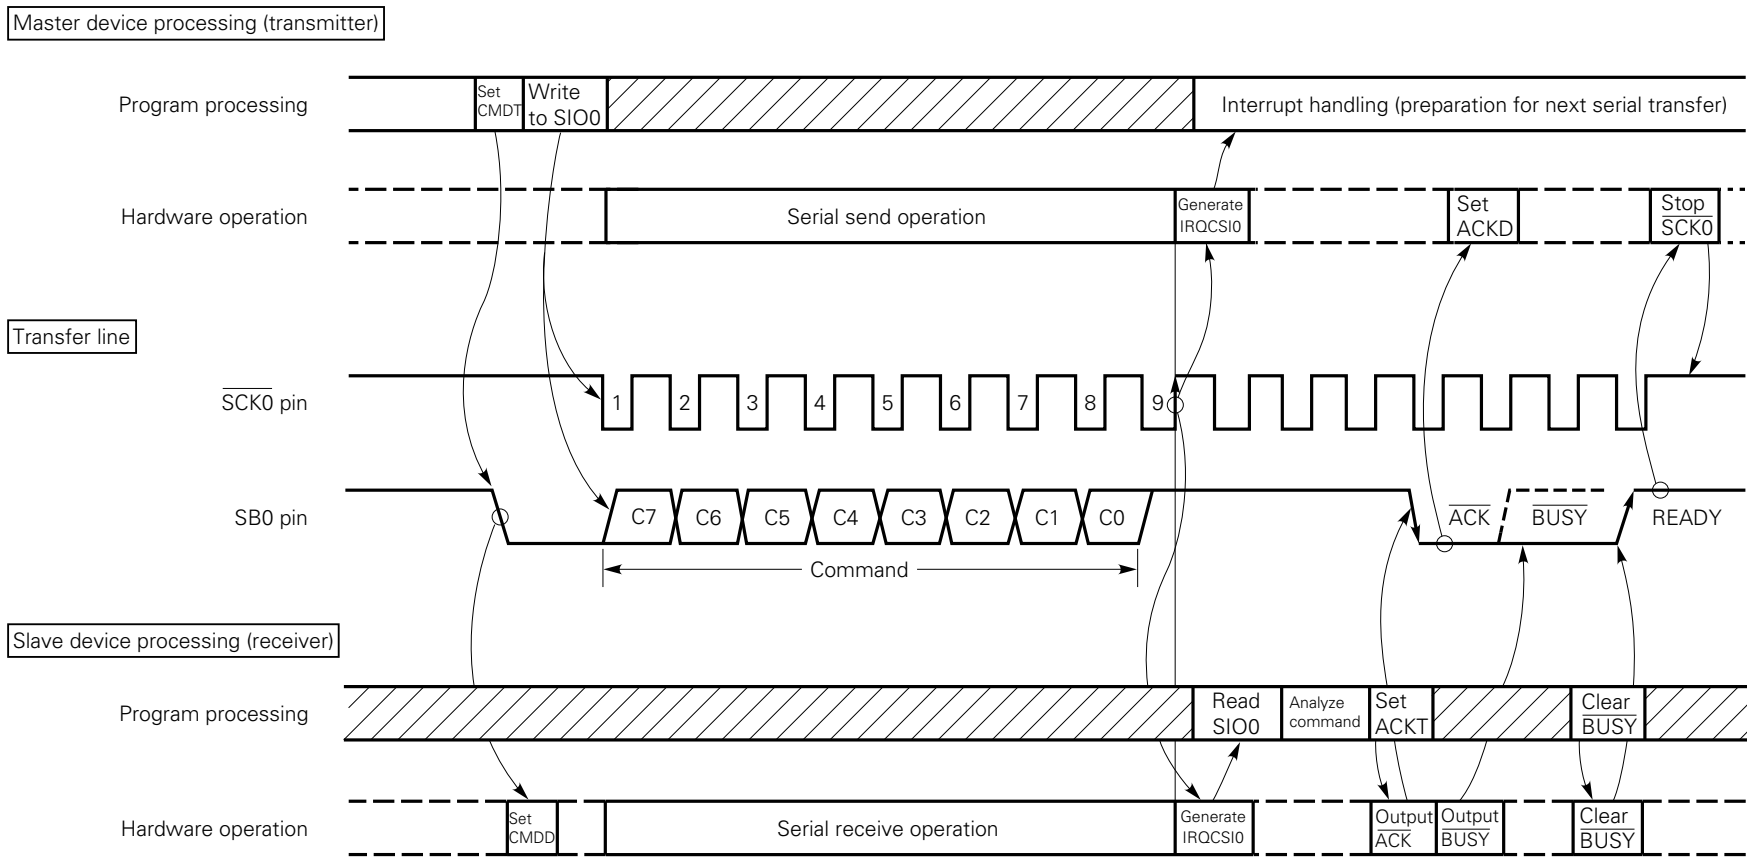 Master device processing (transmitter)
Program processing
Set
CMDT
Write
to SIO0
Interrupt handling (preparation for next serial transfer)
Hardware operation
Serial send operation
Generate
IRQCSI0
Set
ACKD
Stop
SCK0
Transfer line
SCK0 pin
1 2 3 4 5 6 7 8 9
SB0 pin
C7 C6 C5 C4 C3 C2 C1 C0
ACK
BUSY
READY
Command
Slave device processing (receiver)
Program processing
Read
SIO0
Analyze
command
Set
ACKT
Clear
BUSY
Hardware operation
Set
CMDD
Serial receive operation
Generate
IRQCSI0
Output
ACK
Output
BUSY
Clear
BUSY